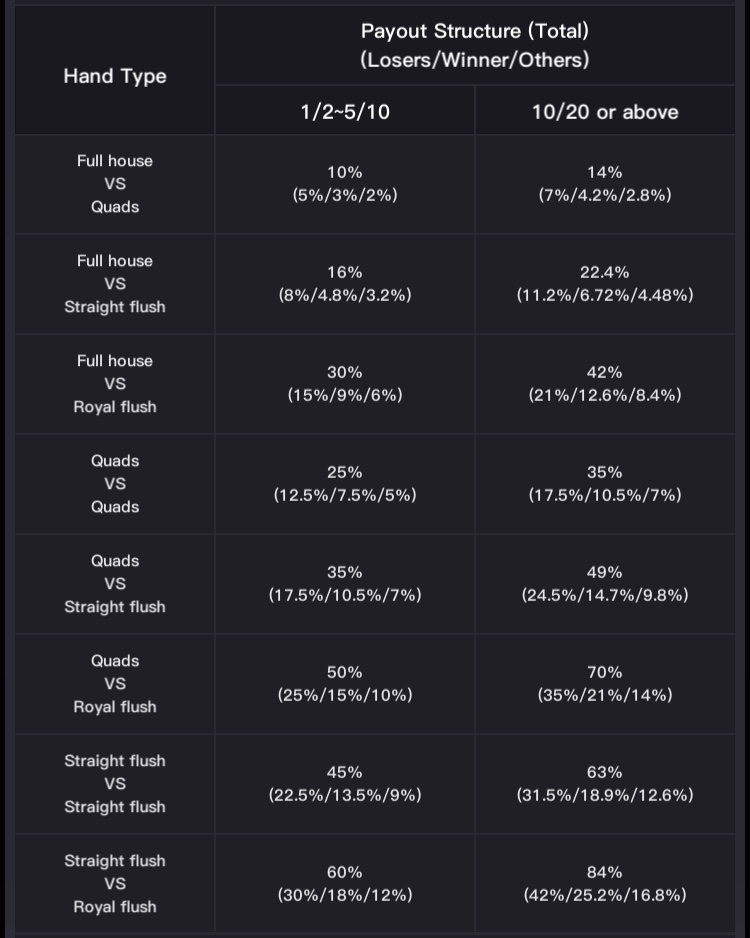 Hand Type
Payout Structure (Total)
(Losers/Winner/Others)
1/2~5/10
10/20 or above
Full house
VS
Quads
10%
(5%/3%/2%)
14%
(7%/4.2%/2.8%)
Full house
VS
Straight flush
16%
(8%/4.8%/3.2%)
22.4%
(11.2%/6.72%/4.48%)
Full house
VS
Royal flush
30%
(15%/9%/6%)
42%
(21%/12.6%/8.4%)
Quads
VS
Quads
25%
(12.5%/7.5%/5%)
35%
(17.5%/10.5%/7%)
Quads
VS
Straight flush
35%
(17.5%/10.5%/7%)
49%
(24.5%/14.7%/9.8%)
Quads
VS
Royal flush
50%
(25%/15%/10%)
70%
(35%/21%/14%)
Straight flush
VS
Straight flush
45%
(22.5%/13.5%/9%)
63%
(31.5%/18.9%/12.6%)
Straight flush
VS
Royal flush
60%
(30%/18%/12%)
84%
(42%/25.2%/16.8%)